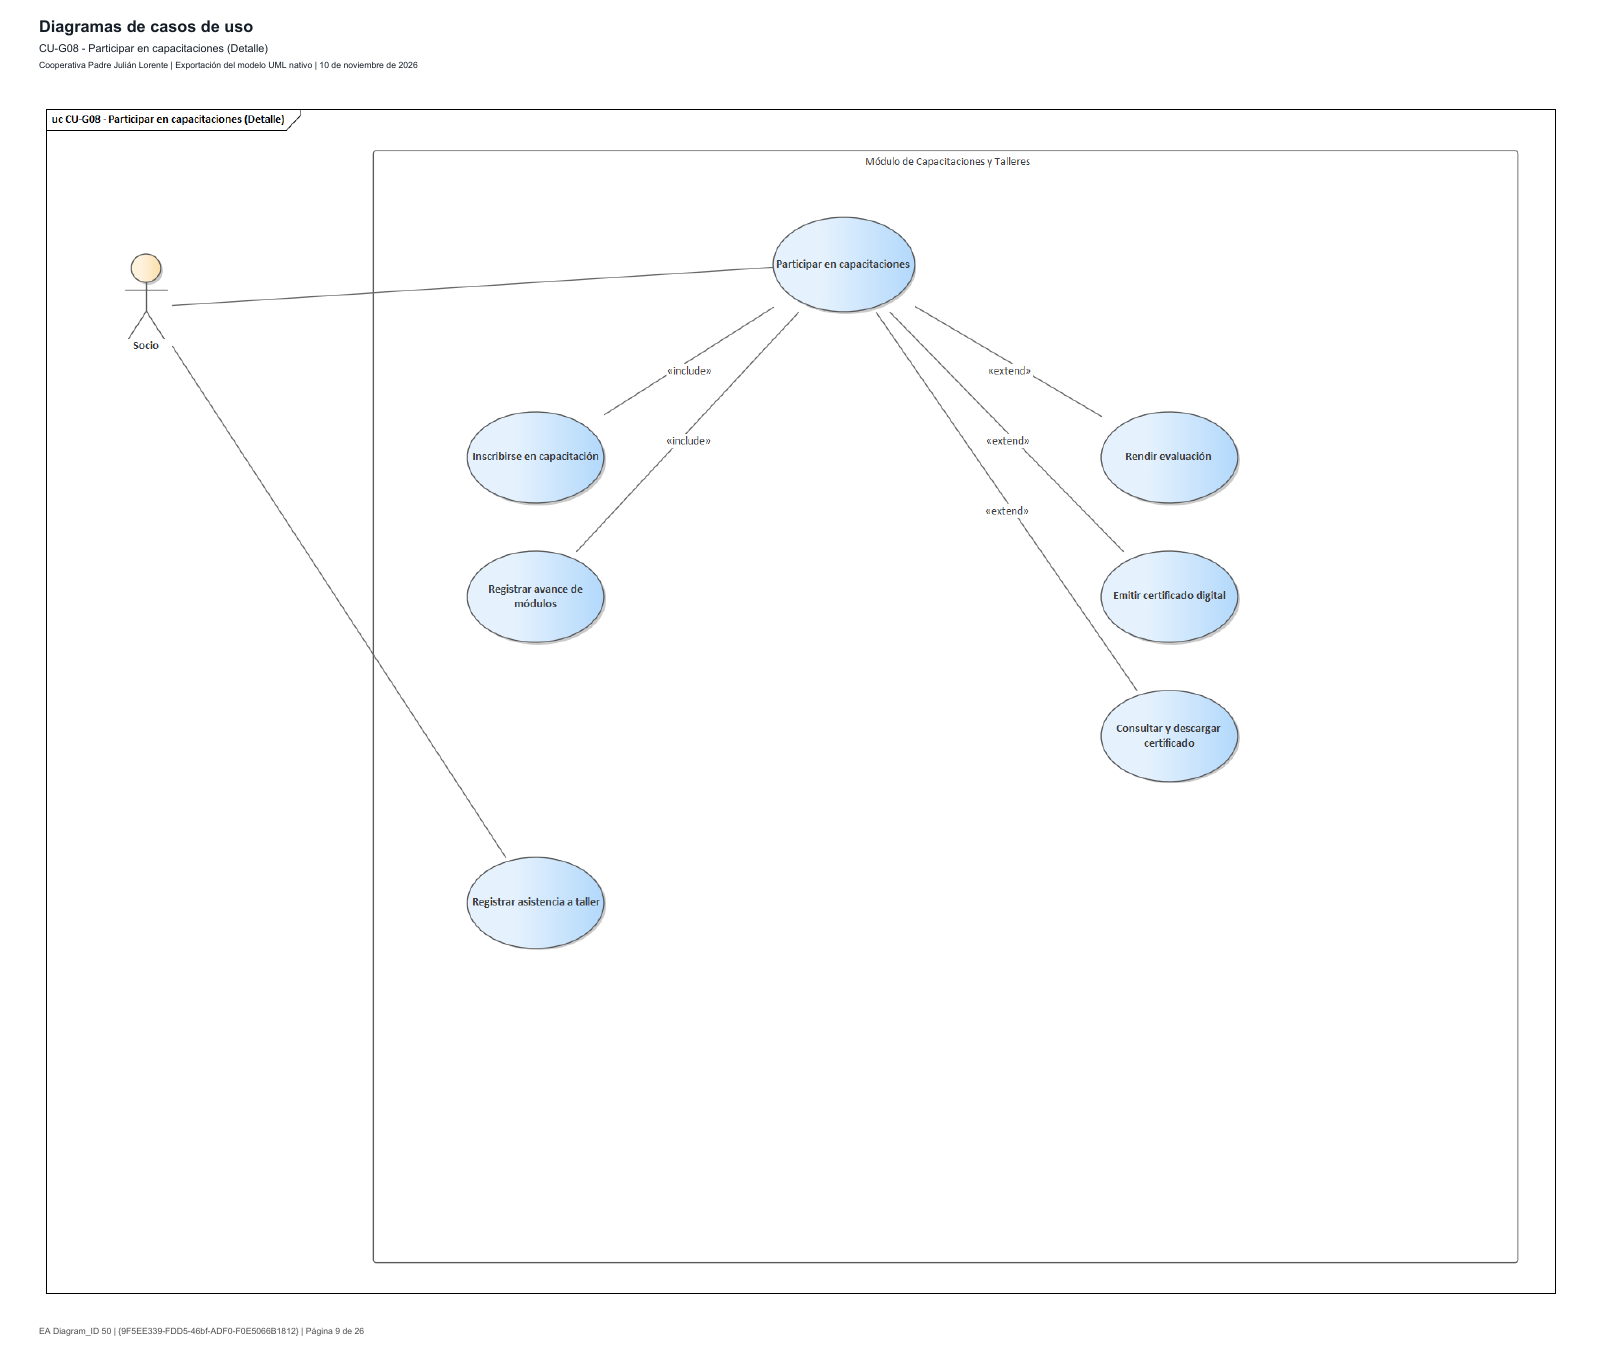 Diagramas de casos de uso
CU-G08 - Participar en capacitaciones (Detalle)
Cooperativa Padre Julián Lorente | Exportación del modelo UML nativo | 10 de noviembre de 2026
uc CU-G08 - Participar en capacitaciones (Detalle)
Módulo de Capacitaciones y Talleres
Participar en capacitaciones
Socio
«include»
«extend»
«include»
«extend»
Inscribirse en capacitación
Rendir evaluación
«extend»
Registrar avance de
módulos
Emitir certificado digital
Consultar y descargar
certificado
Registrar asistencia a taller
EA Diagram_ID 50 | {9F5EE339-FDD5-46bf-ADF0-F0E5066B1812} | Página 9 de 26